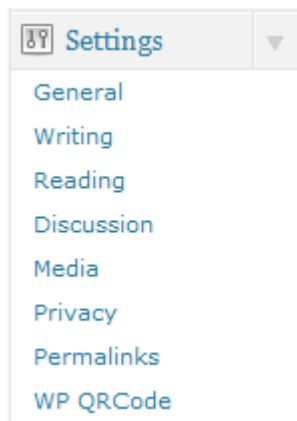 Settings
General
Writing
Reading
Discussion
Media
Privacy
Permalinks
WP QRCode